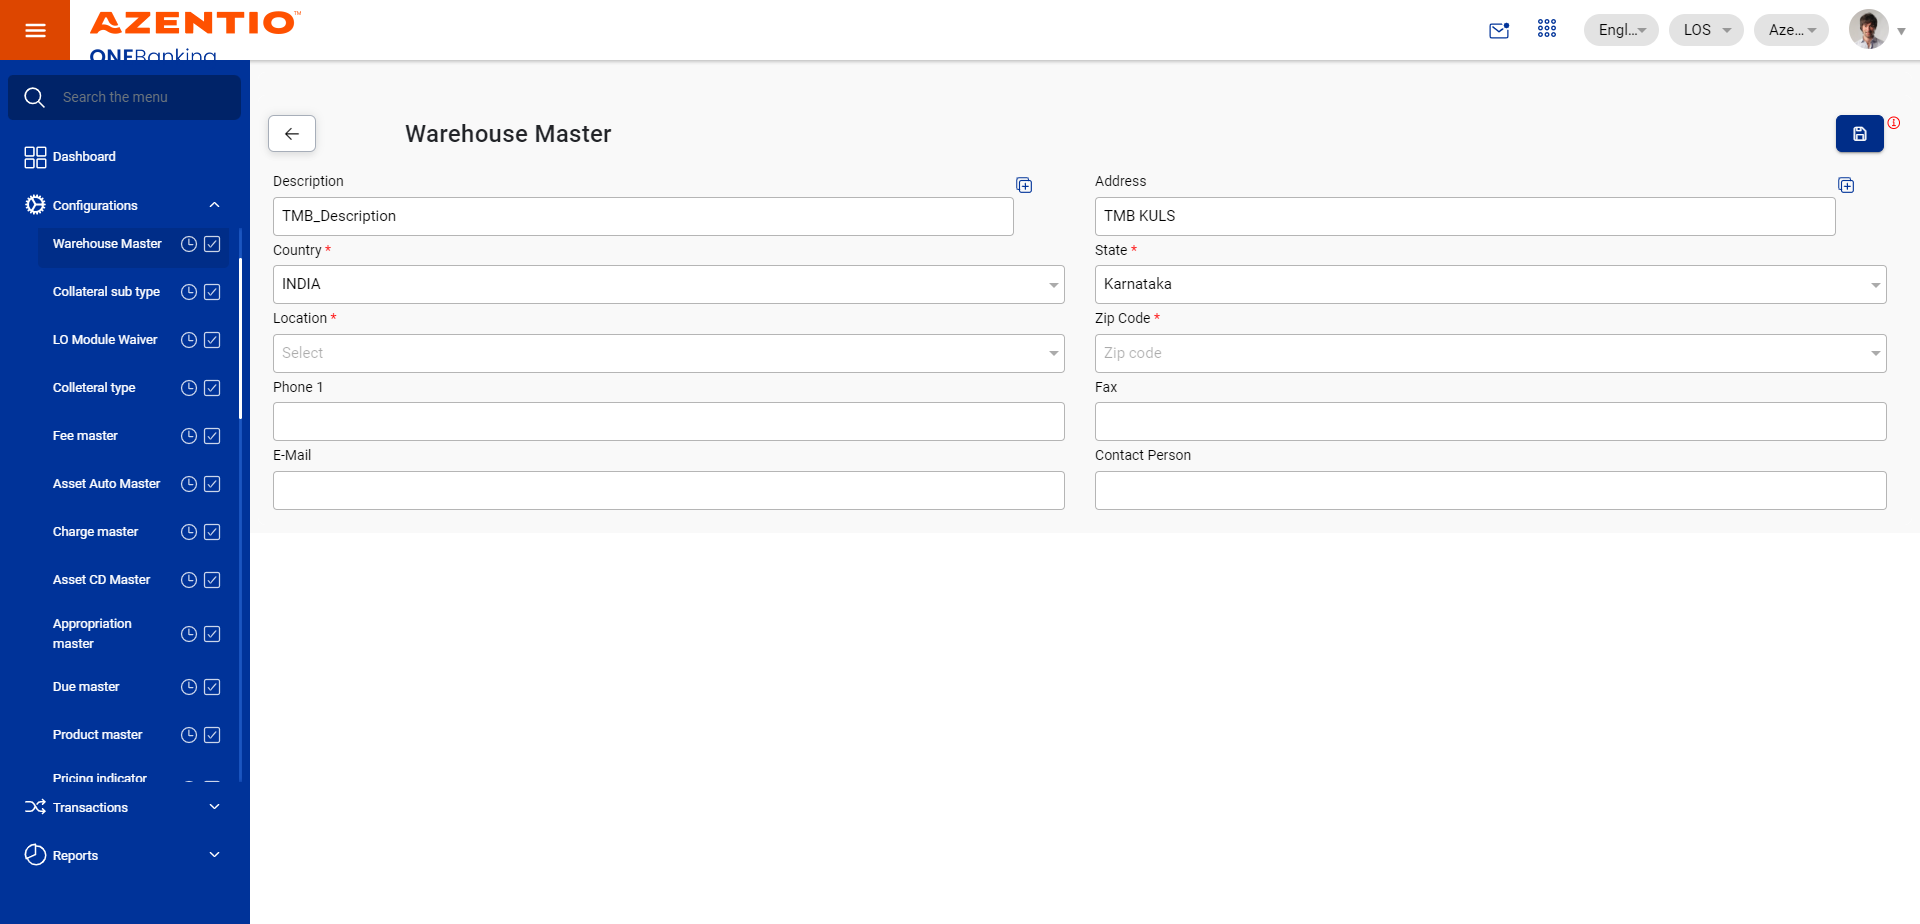 AZENTIO™
ONEBanking
Engl...
LOS
Aze...
Search the menu
Dashboard
Configurations
Warehouse Master
Collateral sub type
LO Module Waiver
Colleteral type
Fee master
Asset Auto Master
Charge master
Asset CD Master
Appropriation
master
Due master
Product master
Pricing indicator
Transactions
Reports
Warehouse Master
Description
TMB_Description
Address
TMB KULS
Country *
INDIA
State *
Karnataka
Location *
Select
Zip Code *
Zip code
Phone 1
Fax
E-Mail
Contact Person